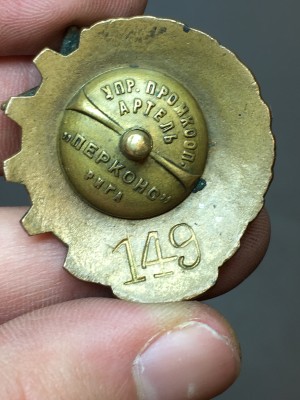 УПР. ПРОМКООП.
АРТЕЛЬ
"ПЕРКОНС"
РИГА
149